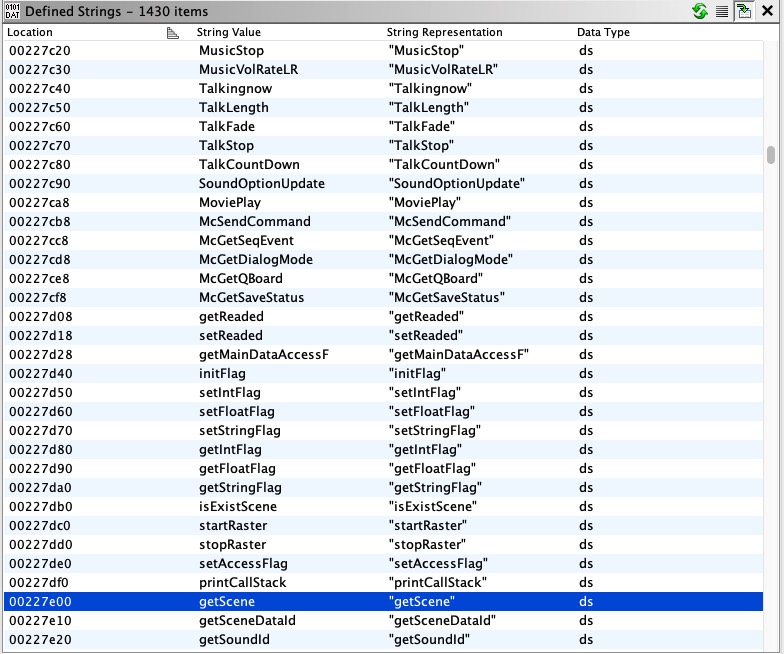 0101 DAT Defined Strings – 1430 items
Location String Value String Representation Data Type
00227c20 MusicStop "MusicStop" ds
00227c30 MusicVolRateLR "MusicVolRateLR" ds
00227c40 Talkingnow "Talkingnow" ds
00227c50 TalkLength "TalkLength" ds
00227c60 TalkFade "TalkFade" ds
00227c70 TalkStop "TalkStop" ds
00227c80 TalkCountDown "TalkCountDown" ds
00227c90 SoundOptionUpdate "SoundOptionUpdate" ds
00227ca8 MoviePlay "MoviePlay" ds
00227cb8 McSendCommand "McSendCommand" ds
00227cc8 McGetSeqEvent "McGetSeqEvent" ds
00227cd8 McGetDialogMode "McGetDialogMode" ds
00227ce8 McGetQBoard "McGetQBoard" ds
00227cf8 McGetSaveStatus "McGetSaveStatus" ds
00227d08 getReaded "getReaded" ds
00227d18 setReaded "setReaded" ds
00227d28 getMainDataAccessF "getMainDataAccessF" ds
00227d40 initFlag "initFlag" ds
00227d50 setIntFlag "setIntFlag" ds
00227d60 setFloatFlag "setFloatFlag" ds
00227d70 setStringFlag "setStringFlag" ds
00227d80 getIntFlag "getIntFlag" ds
00227d90 getFloatFlag "getFloatFlag" ds
00227da0 getStringFlag "getStringFlag" ds
00227db0 isExistScene "isExistScene" ds
00227dc0 startRaster "startRaster" ds
00227dd0 stopRaster "stopRaster" ds
00227de0 setAccessFlag "setAccessFlag" ds
00227df0 printCallStack "printCallStack" ds
00227e00 getScene "getScene" ds
00227e10 getSceneDataId "getSceneDataId" ds
00227e20 getSoundId "getSoundId" ds